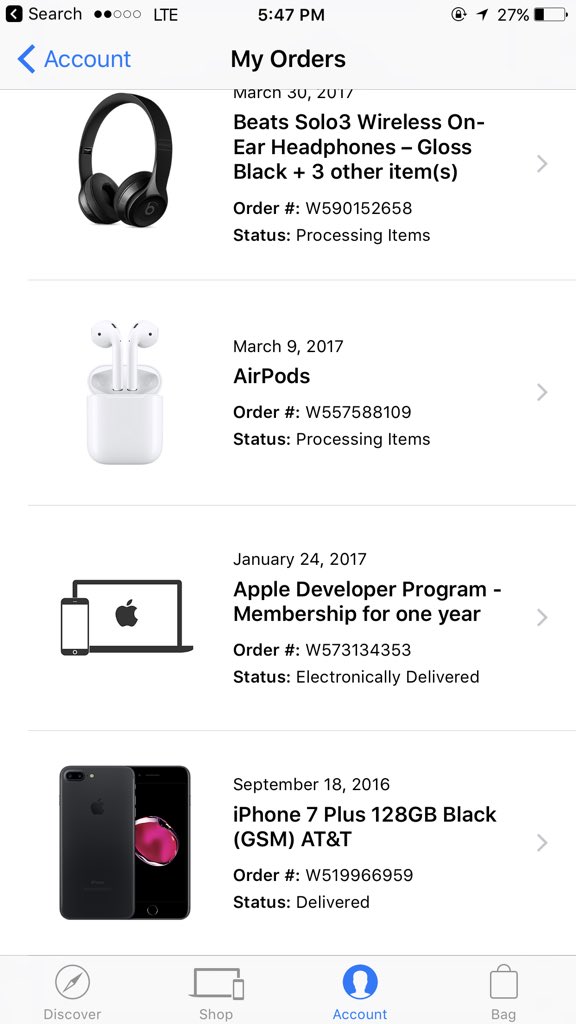 Search LTE 5:47 PM 27%
Account My Orders
March 30, 2017
Beats Solo3 Wireless On-
Ear Headphones – Gloss
Black + 3 other item(s)
Order #: W590152658
Status: Processing Items
March 9, 2017
AirPods
Order #: W557588109
Status: Processing Items
January 24, 2017
Apple Developer Program -
Membership for one year
Order #: W573134353
Status: Electronically Delivered
September 18, 2016
iPhone 7 Plus 128GB Black
(GSM) AT&T
Order #: W519966959
Status: Delivered
Discover Shop Account Bag